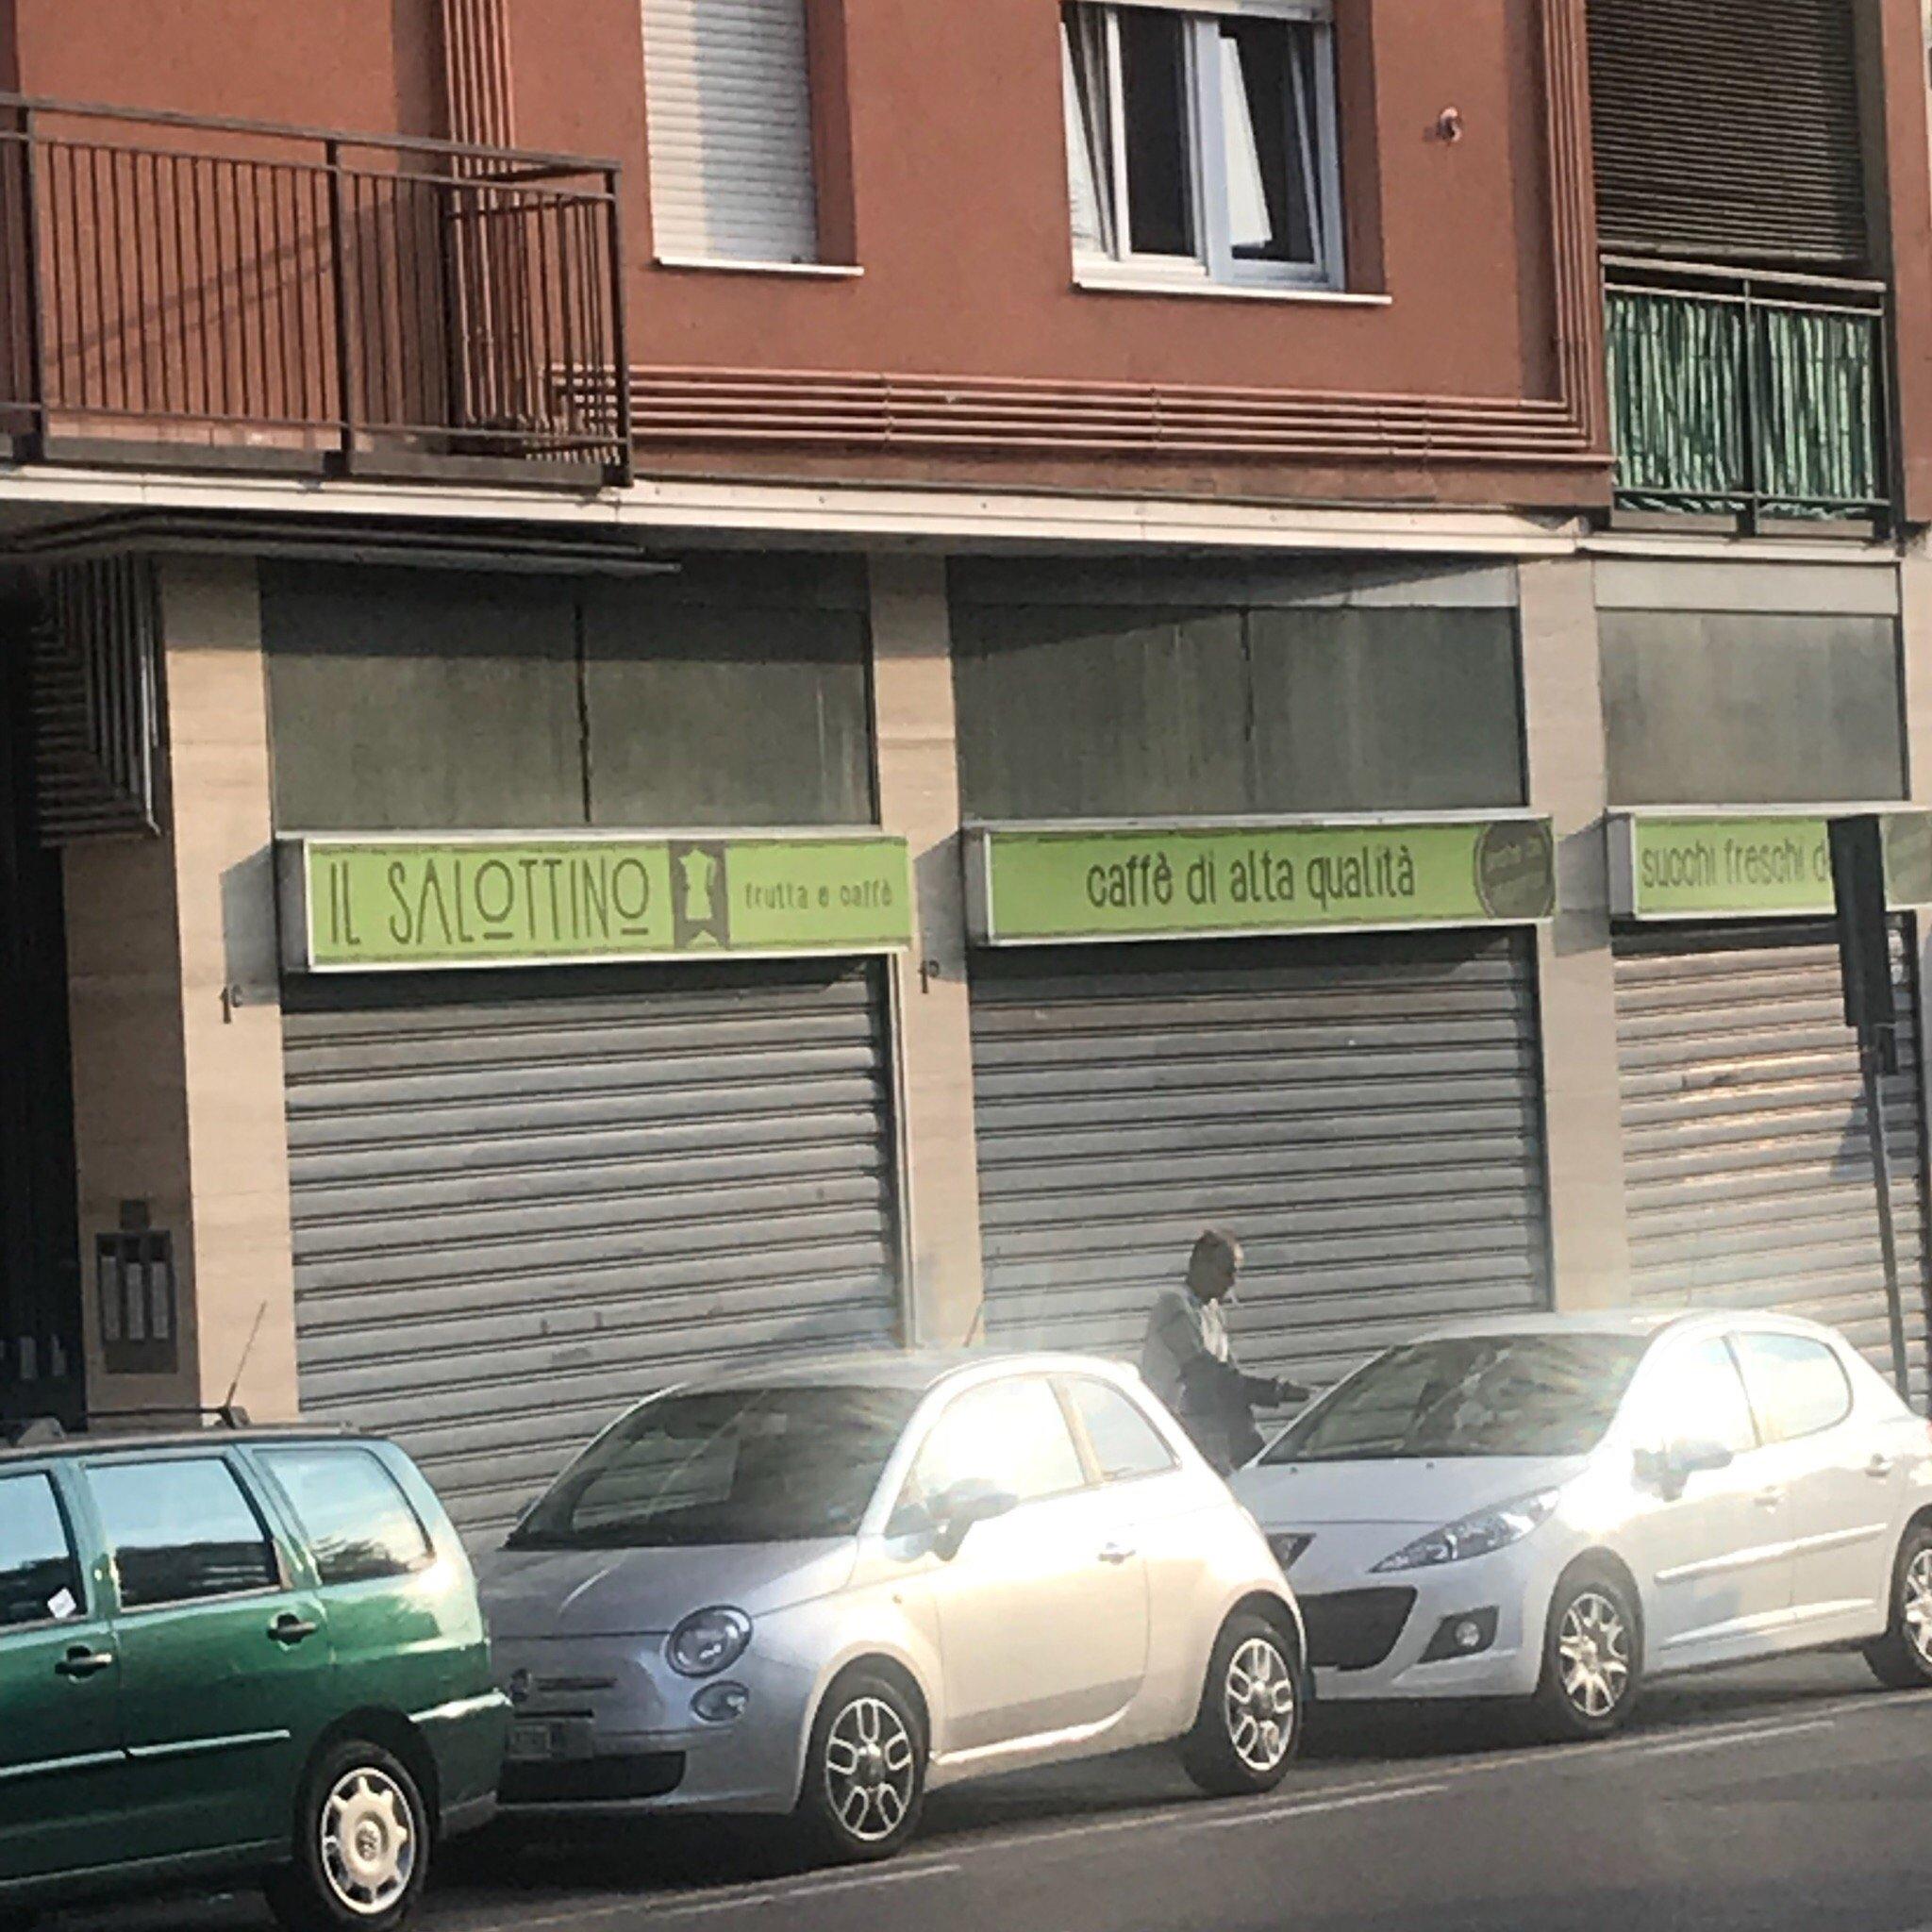 IL SALOTTINO
frutta e caffè
caffè di alta qualità
succhi freschi